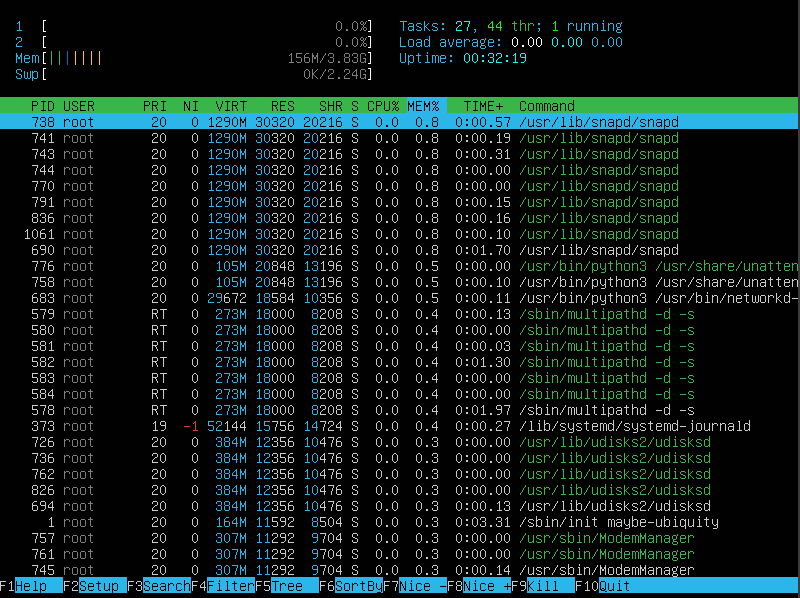 1  [                                    0.0%]   Tasks: 27, 44 thr; 1 running
2  [                                    0.0%]   Load average: 0.00 0.00 0.00
Mem[|||||||                       156M/3.83G]   Uptime: 00:32:19
Swp[                                0K/2.24G]
PID USER      PRI  NI  VIRT   RES   SHR S CPU% MEM%   TIME+  Command
738 root       20   0 1290M 30320 20216 S  0.0  0.8  0:00.57 /usr/lib/snapd/snapd
741 root       20   0 1290M 30320 20216 S  0.0  0.8  0:00.19 /usr/lib/snapd/snapd
743 root       20   0 1290M 30320 20216 S  0.0  0.8  0:00.31 /usr/lib/snapd/snapd
744 root       20   0 1290M 30320 20216 S  0.0  0.8  0:00.00 /usr/lib/snapd/snapd
770 root       20   0 1290M 30320 20216 S  0.0  0.8  0:00.00 /usr/lib/snapd/snapd
791 root       20   0 1290M 30320 20216 S  0.0  0.8  0:00.15 /usr/lib/snapd/snapd
836 root       20   0 1290M 30320 20216 S  0.0  0.8  0:00.16 /usr/lib/snapd/snapd
1061 root       20   0 1290M 30320 20216 S  0.0  0.8  0:00.10 /usr/lib/snapd/snapd
690 root       20   0 1290M 30320 20216 S  0.0  0.8  0:01.70 /usr/lib/snapd/snapd
776 root       20   0  105M 20848 13196 S  0.0  0.5  0:00.00 /usr/bin/python3 /usr/share/unatten
758 root       20   0  105M 20848 13196 S  0.0  0.5  0:00.10 /usr/bin/python3 /usr/share/unatten
683 root       20   0 29672 18584 10356 S  0.0  0.5  0:00.11 /usr/bin/python3 /usr/bin/networkd-
579 root       RT   0  273M 18000  8208 S  0.0  0.4  0:00.13 /sbin/multipathd -d -s
580 root       RT   0  273M 18000  8208 S  0.0  0.4  0:00.00 /sbin/multipathd -d -s
581 root       RT   0  273M 18000  8208 S  0.0  0.4  0:00.03 /sbin/multipathd -d -s
582 root       RT   0  273M 18000  8208 S  0.0  0.4  0:01.30 /sbin/multipathd -d -s
583 root       RT   0  273M 18000  8208 S  0.0  0.4  0:00.00 /sbin/multipathd -d -s
584 root       RT   0  273M 18000  8208 S  0.0  0.4  0:00.00 /sbin/multipathd -d -s
578 root       RT   0  273M 18000  8208 S  0.0  0.4  0:01.97 /sbin/multipathd -d -s
373 root       19  -1 52144 15756 14724 S  0.0  0.4  0:00.27 /lib/systemd/systemd-journald
726 root       20   0  384M 12356 10476 S  0.0  0.3  0:00.00 /usr/lib/udisks2/udisksd
736 root       20   0  384M 12356 10476 S  0.0  0.3  0:00.00 /usr/lib/udisks2/udisksd
762 root       20   0  384M 12356 10476 S  0.0  0.3  0:00.00 /usr/lib/udisks2/udisksd
826 root       20   0  384M 12356 10476 S  0.0  0.3  0:00.00 /usr/lib/udisks2/udisksd
694 root       20   0  384M 12356 10476 S  0.0  0.3  0:00.13 /usr/lib/udisks2/udisksd
1 root       20   0  164M 11592  8504 S  0.0  0.3  0:03.31 /sbin/init maybe-ubiquity
757 root       20   0  307M 11292  9704 S  0.0  0.3  0:00.00 /usr/sbin/ModemManager
761 root       20   0  307M 11292  9704 S  0.0  0.3  0:00.00 /usr/sbin/ModemManager
745 root       20   0  307M 11292  9704 S  0.0  0.3  0:00.14 /usr/sbin/ModemManager
F1Help  F2Setup F3SearchF4FilterF5Tree  F6SortByF7Nice -F8Nice +F9Kill  F10Quit